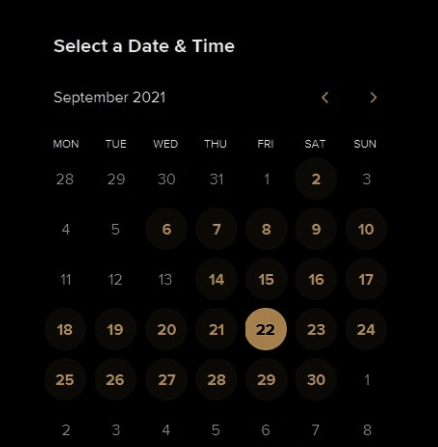 Select a Date & Time
September 2021
MON TUE WED THU FRI SAT SUN
28 29 30 31 1 2 3
4 5 6 7 8 9 10
11 12 13 14 15 16 17
18 19 20 21 22 23 24
25 26 27 28 29 30 1
2 3 4 5 6 7 8